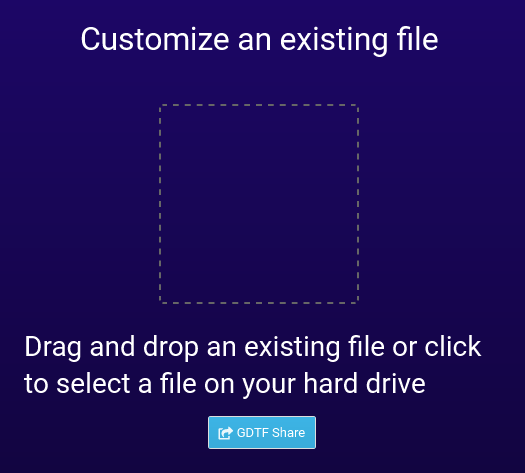 Customize an existing file
Drag and drop an existing file or click
to select a file on your hard drive
GDTF Share